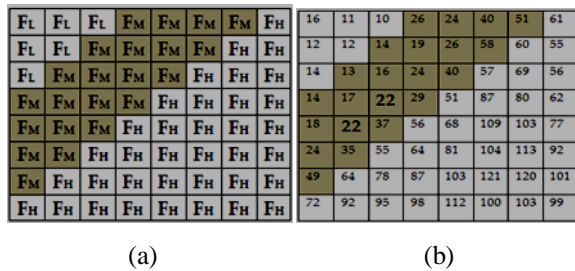 FL FL FL FM FM FM FM FH
FL FL FM FM FM FM FH FH
FL FM FM FM FM FH FH FH
FM FM FM FM FH FH FH FH
FM FM FM FH FH FH FH FH
FM FM FH FH FH FH FH FH
FM FH FH FH FH FH FH FH
FH FH FH FH FH FH FH FH
(a)
16 11 10 26 24 40 51 61
12 12 14 19 26 58 60 55
14 13 16 24 40 57 69 56
14 17 22 29 51 87 80 62
18 22 37 56 68 109 103 77
24 35 55 64 81 104 113 92
49 64 78 87 103 121 120 101
72 92 95 98 112 100 103 99
(b)